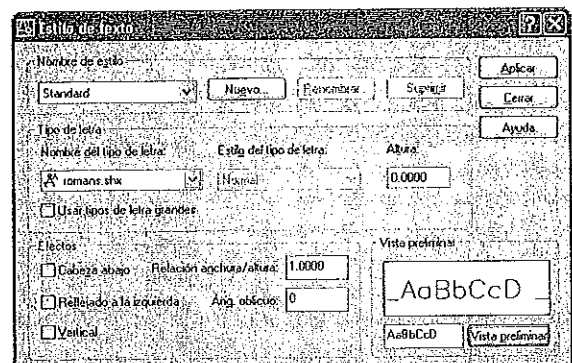 Estilo de texto
Nombre de estilo
Standard
Nuevo...
Renombrar...
Suprimir
Aplicar
Cerrar
Ayuda
Tipo de letra
Nombre del tipo de letra:
Estilo del tipo de letra:
Altura:
romans.shx
Normal
0.0000
Usar tipos de letra grandes
Efectos
Cabeza abajo
Relación anchura/altura:
1.0000
Reflejado a la izquierda
Áng. oblicuo:
0
Vertical
Vista preliminar
AaBbCcD
AaBbCcD
Vista preliminar